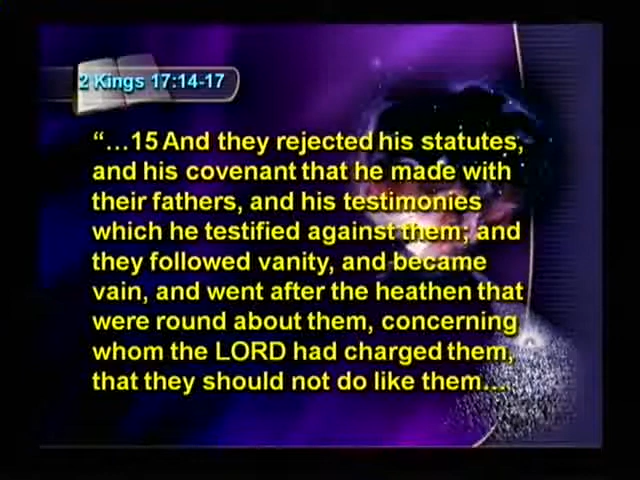 2 Kings 17:14-17
“...15 And they rejected his statutes,
and his covenant that he made with
their fathers, and his testimonies
which he testified against them; and
they followed vanity, and became
vain, and went after the heathen that
were round about them, concerning
whom the LORD had charged them,
that they should not do like them...